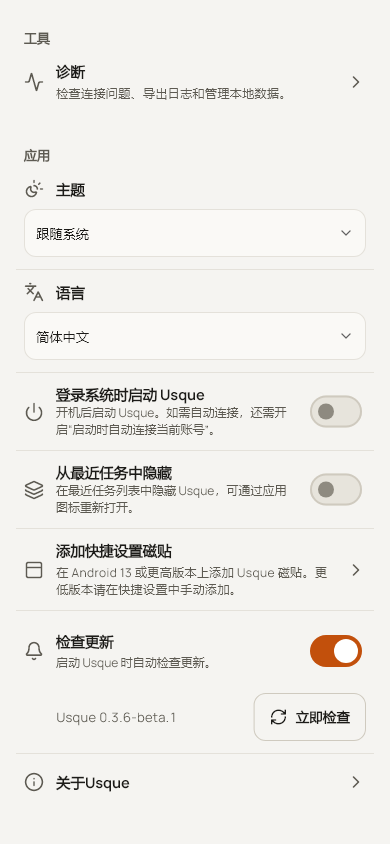 工具
诊断
检查连接问题、导出日志和管理本地数据。
应用
主题
跟随系统
语言
简体中文
登录系统时启动 Usque
开机后启动 Usque。如需自动连接，还需开
启"启动时自动连接当前账号"。
从最近任务中隐藏
在最近任务列表中隐藏 Usque，可通过应用
图标重新打开。
添加快捷设置磁贴
在 Android 13 或更高版本上添加 Usque 磁贴。更
低版本请在快捷设置中手动添加。
检查更新
启动 Usque 时自动检查更新。
Usque 0.3.6-beta.1
立即检查
关于Usque